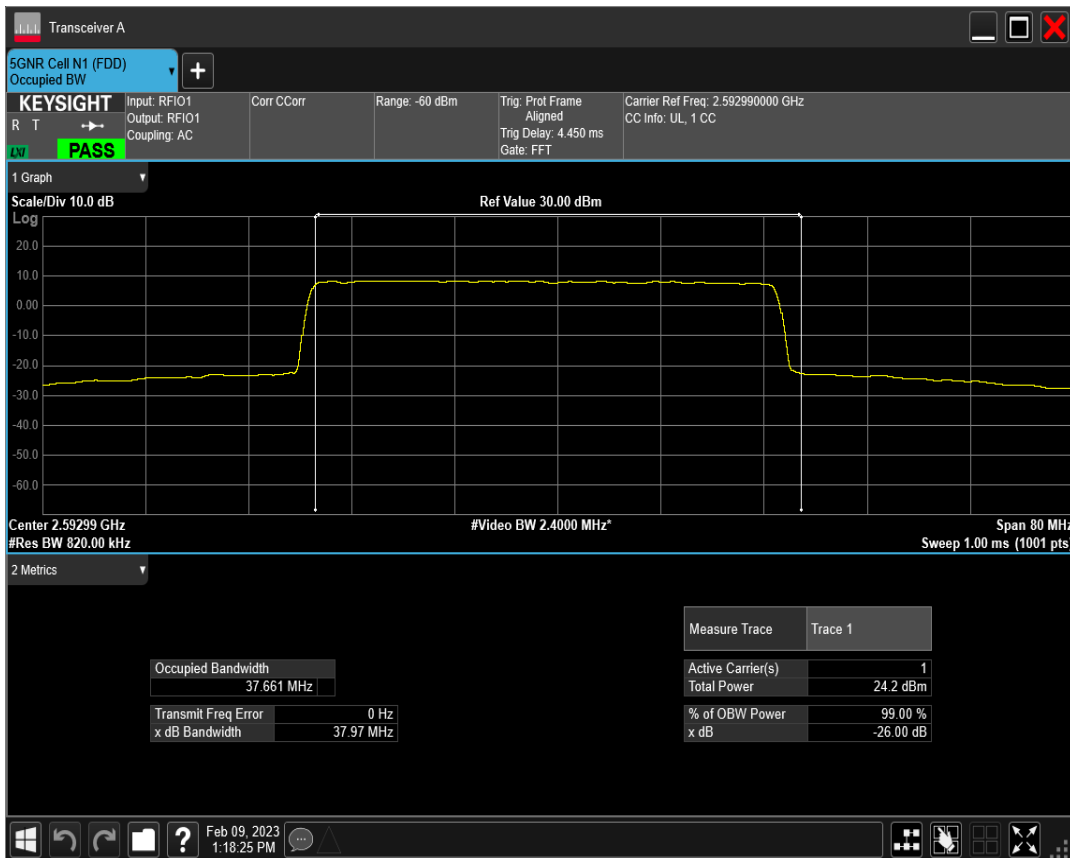 Transceiver A
5GNR Cell N1 (FDD)
Occupied BW
+
KEYSIGHT
R T
LXI
PASS
Input: RFIO1
Output: RFIO1
Coupling: AC
Corr CCorr
Range: -60 dBm
Trig: Prot Frame
Aligned
Trig Delay: 4.450 ms
Gate: FFT
Carrier Ref Freq: 2.592990000 GHz
CC Info: UL, 1 CC
1 Graph
Scale/Div 10.0 dB
Ref Value 30.00 dBm
Log
20.0
10.0
0.00
-10.0
-20.0
-30.0
-40.0
-50.0
-60.0
Center 2.59299 GHz
#Video BW 2.4000 MHz*
Span 80 MHz
#Res BW 820.00 kHz
Sweep 1.00 ms (1001 pts)
2 Metrics
Measure Trace Trace 1
Occupied Bandwidth
37.661 MHz
Active Carrier(s) 1
Total Power 24.2 dBm
Transmit Freq Error 0 Hz
x dB Bandwidth 37.97 MHz
% of OBW Power 99.00 %
x dB -26.00 dB
?
Feb 09, 2023
1:18:25 PM